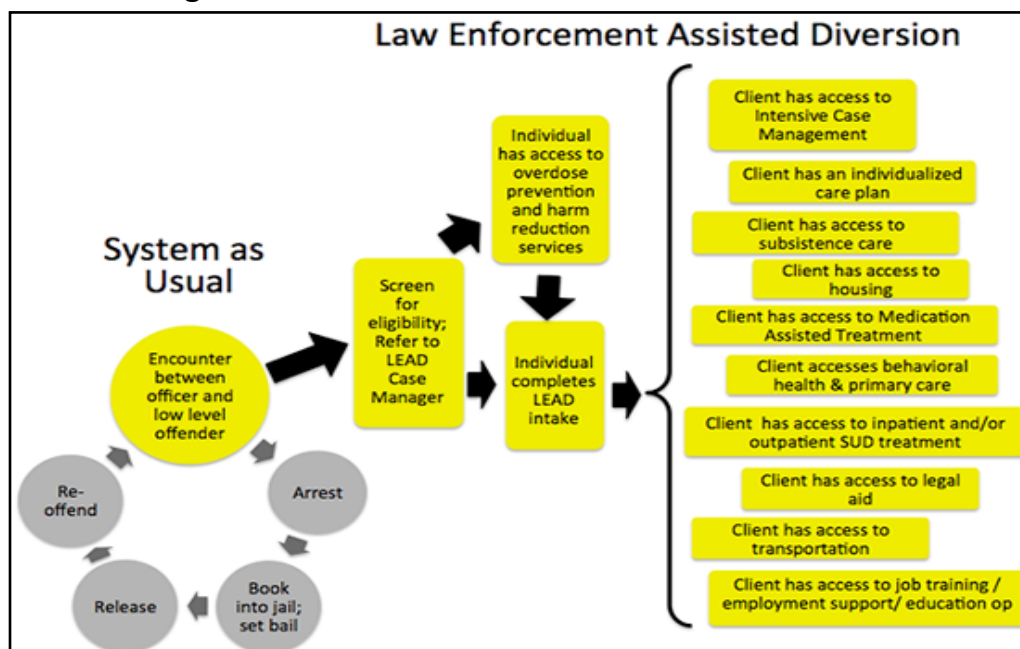 Law Enforcement Assisted Diversion
System as
Usual
Encounter
between
officer and
low level
offender
Arrest
Book
into jail;
set bail
Release
Re-
offend
Screen
for
eligibility;
Refer to
LEAD
Case
Manager
Individual
has access to
overdose
prevention
and harm
reduction
services
Individual
completes
LEAD
intake
Client has access to
Intensive Case
Management
Client has an individualized
care plan
Client has access to
subsistence care
Client has access to
housing
Client has access to Medication
Assisted Treatment
Client accesses behavioral
health & primary care
Client has access to inpatient and/or
outpatient SUD treatment
Client has access to legal
aid
Client has access to
transportation
Client has access to job training /
employment support/ education op